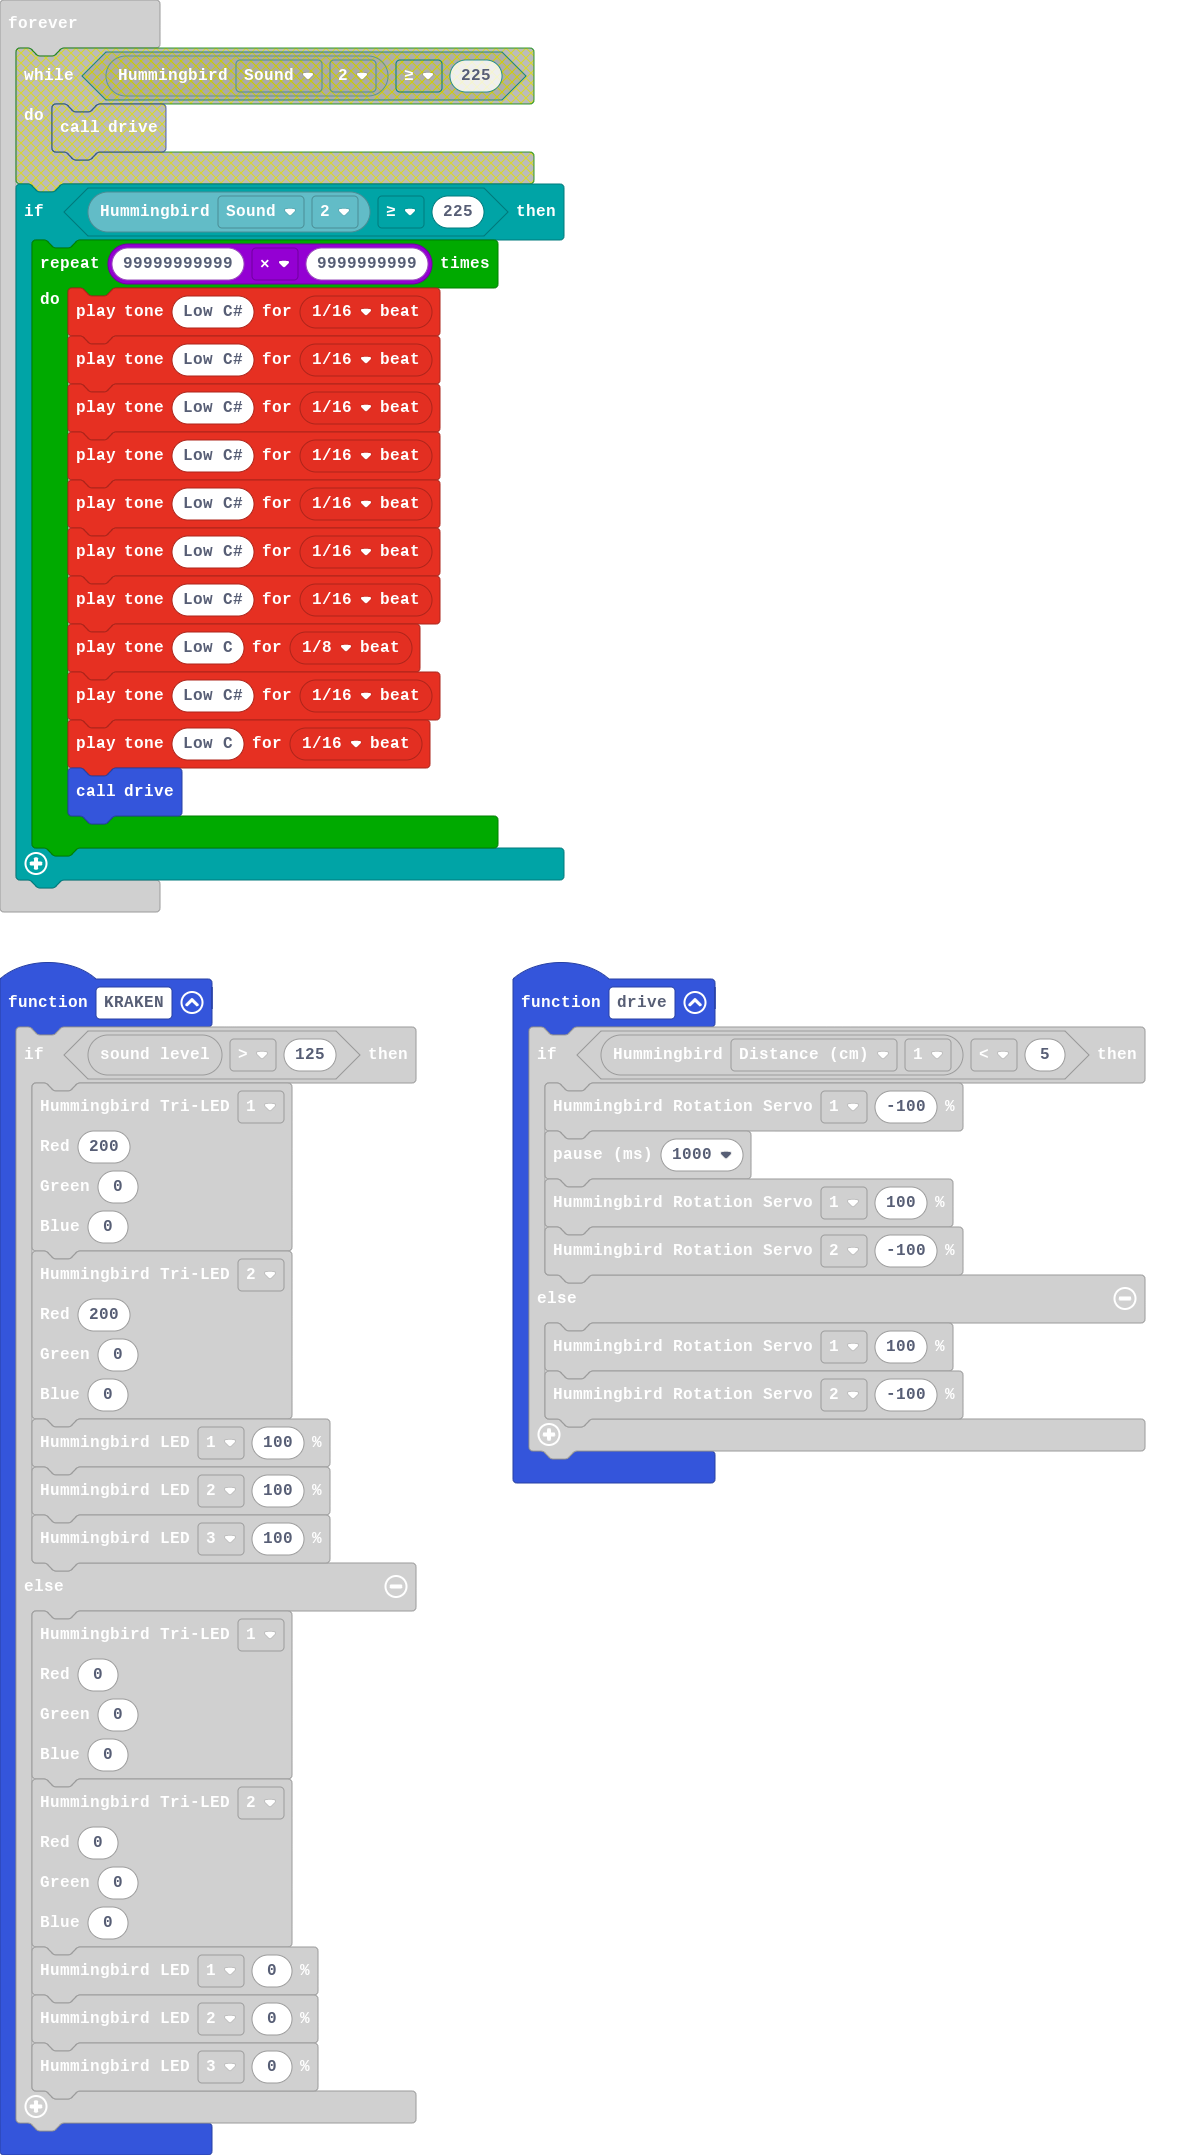 forever
while Hummingbird Sound 2 ≥ 225
do
call drive
if Hummingbird Sound 2 ≥ 225 then
repeat 99999999999 × 9999999999 times
do
play tone Low C# for 1/16 beat
play tone Low C# for 1/16 beat
play tone Low C# for 1/16 beat
play tone Low C# for 1/16 beat
play tone Low C# for 1/16 beat
play tone Low C# for 1/16 beat
play tone Low C# for 1/16 beat
play tone Low C for 1/8 beat
play tone Low C# for 1/16 beat
play tone Low C for 1/16 beat
call drive
function KRAKEN
if sound level > 125 then
Hummingbird Tri-LED 1
Red 200
Green 0
Blue 0
Hummingbird Tri-LED 2
Red 200
Green 0
Blue 0
Hummingbird LED 1 100 %
Hummingbird LED 2 100 %
Hummingbird LED 3 100 %
else
Hummingbird Tri-LED 1
Red 0
Green 0
Blue 0
Hummingbird Tri-LED 2
Red 0
Green 0
Blue 0
Hummingbird LED 1 0 %
Hummingbird LED 2 0 %
Hummingbird LED 3 0 %
function drive
if Hummingbird Distance (cm) 1 < 5 then
Hummingbird Rotation Servo 1 -100 %
pause (ms) 1000
Hummingbird Rotation Servo 1 100 %
Hummingbird Rotation Servo 2 -100 %
else
Hummingbird Rotation Servo 1 100 %
Hummingbird Rotation Servo 2 -100 %